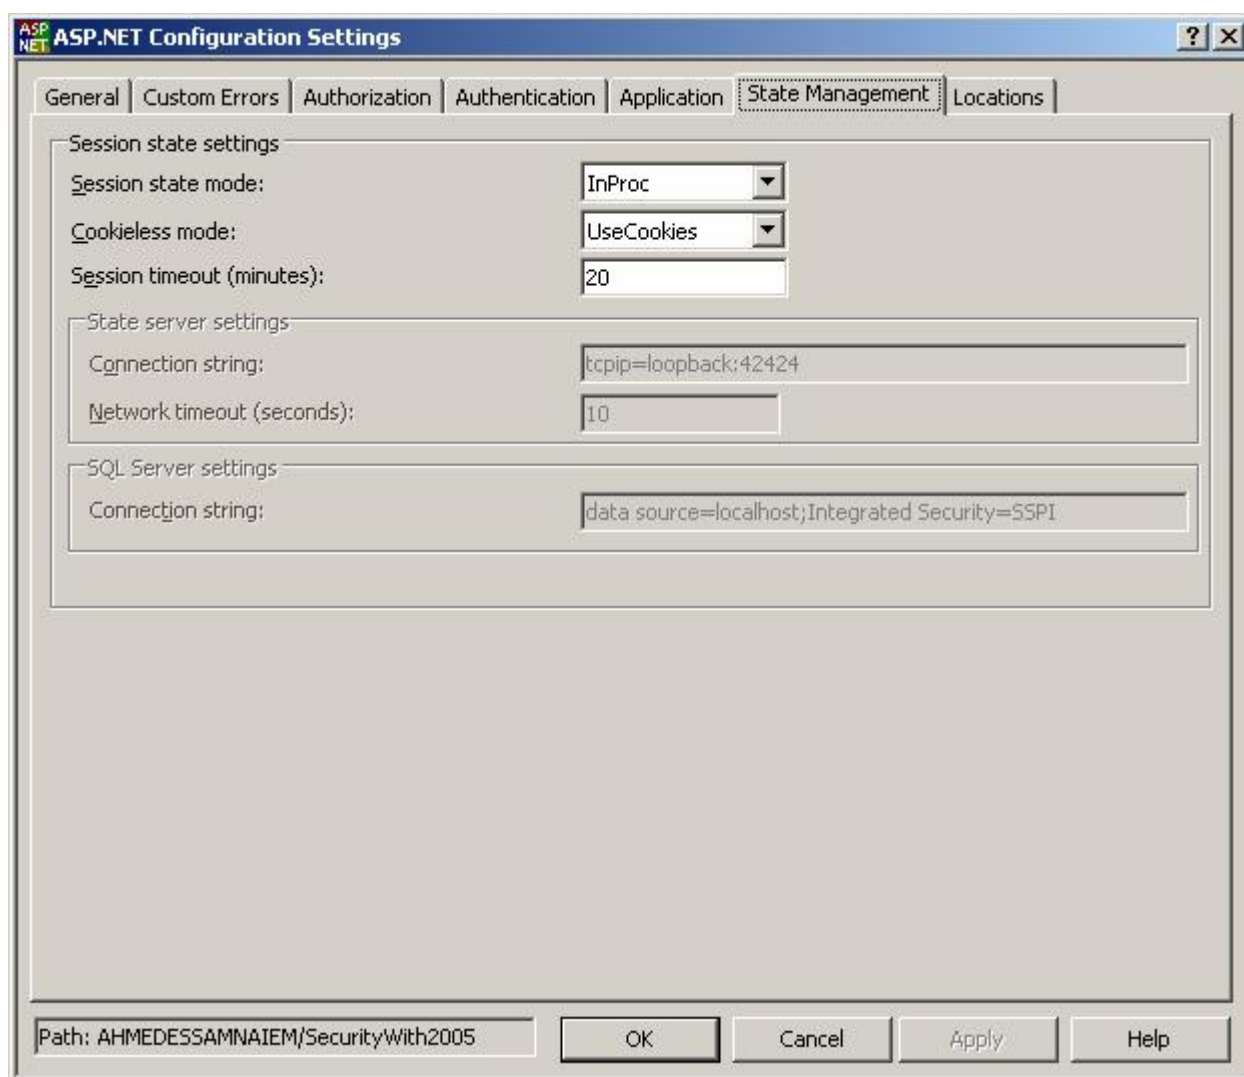 ASP NET ASP.NET Configuration Settings
General Custom Errors Authorization Authentication Application State Management Locations
Session state settings
Session state mode: InProc
Cookieless mode: UseCookies
Session timeout (minutes): 20
State server settings
Connection string: tcpip=loopback:42424
Network timeout (seconds): 10
SQL Server settings
Connection string: data source=localhost;Integrated Security=SSPI
Path: AHMEDESSAMNAIEM/SecurityWith2005 OK Cancel Apply Help